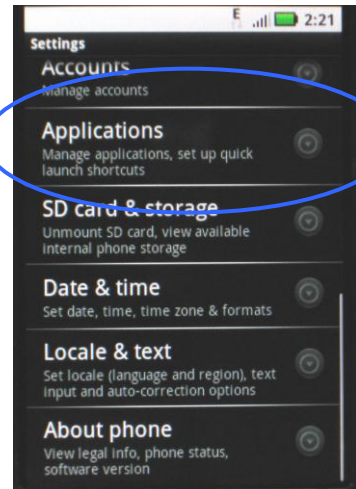 E 2:21
Settings
Accounts
Manage accounts
Applications
Manage applications, set up quick
launch shortcuts
SD card & storage
Unmount SD card, view available
internal phone storage
Date & time
Set date, time, time zone & formats
Locale & text
Set locale (language and region), text
input and auto-correction options
About phone
View legal info, phone status,
software version